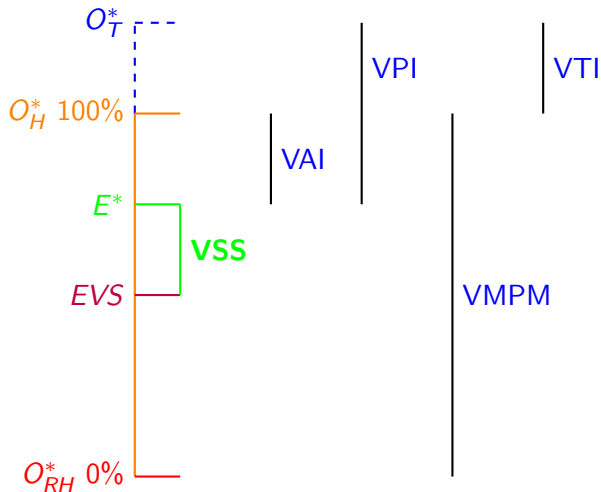 O*T
VPI
VTI
O*H 100%
VAI
E*
VSS
EVS
VMPM
O*RH 0%